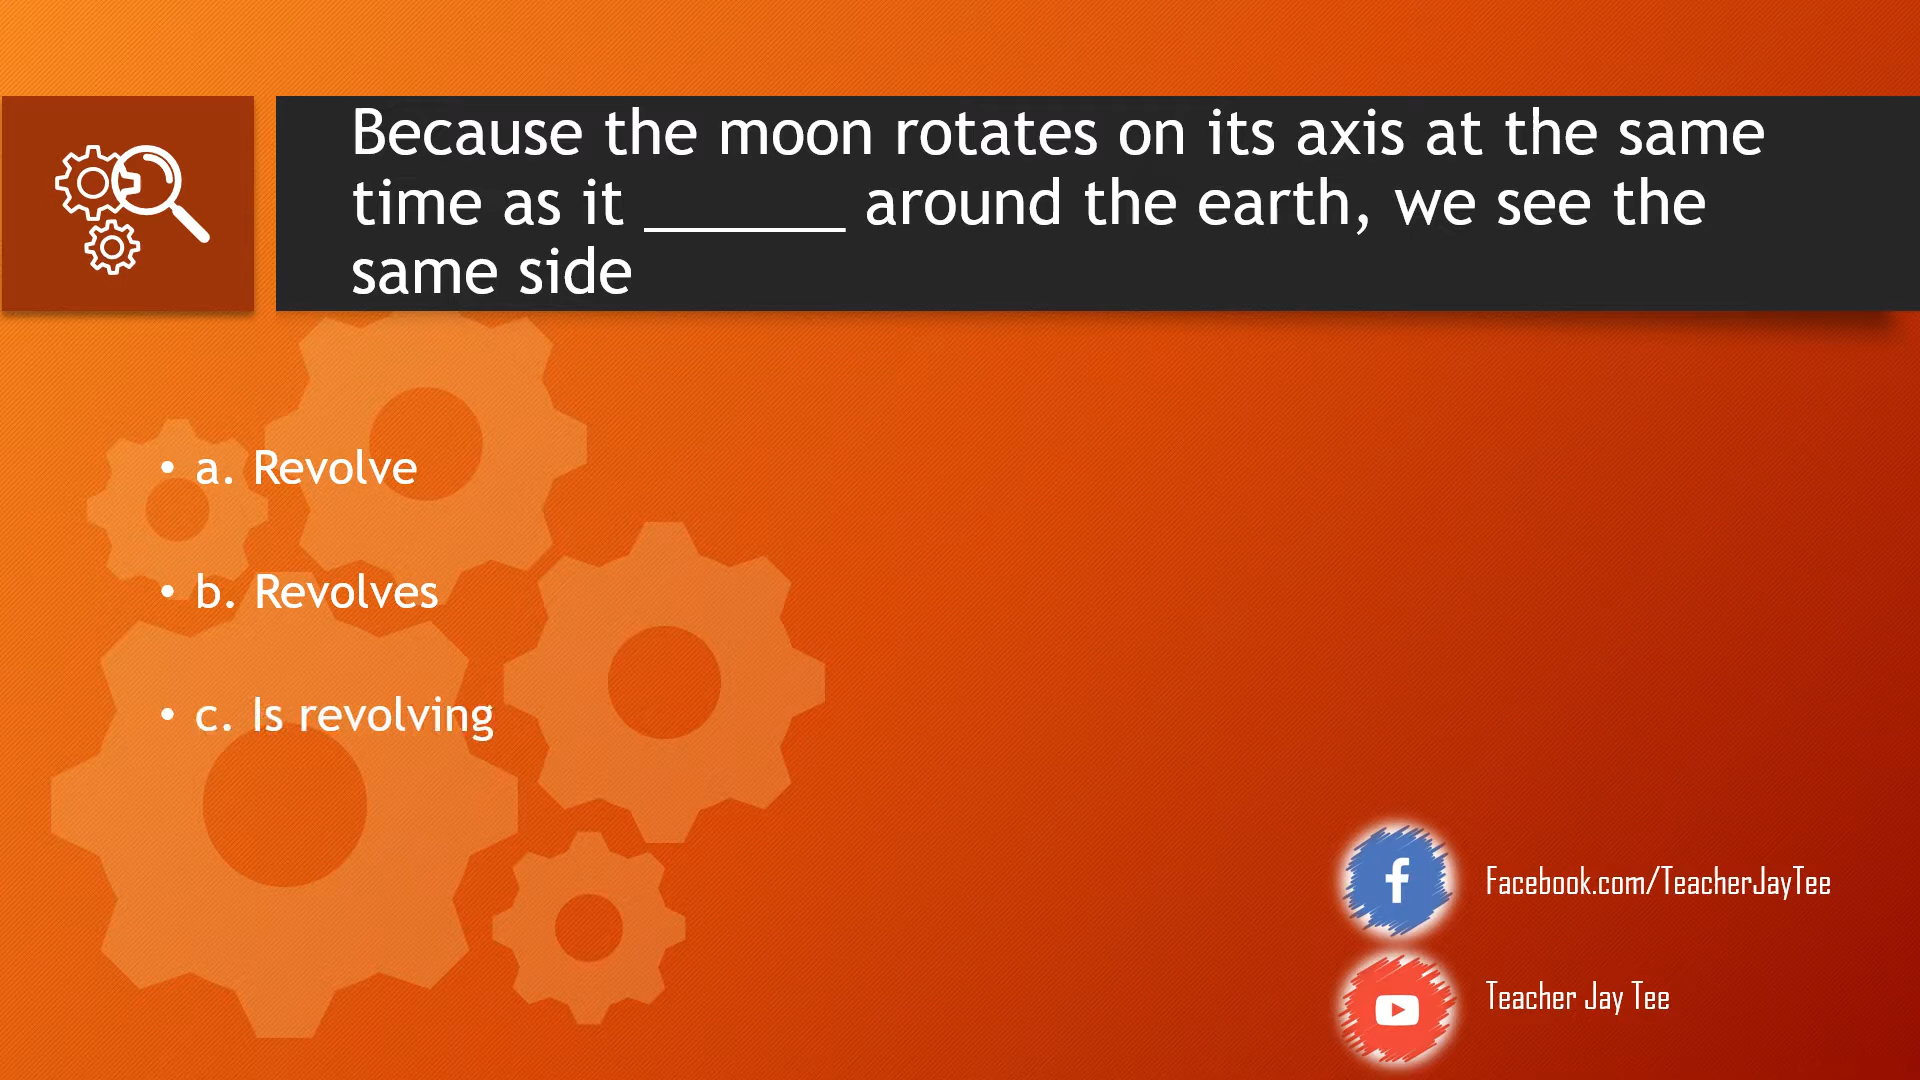 Because the moon rotates on its axis at the same
time as it ______ around the earth, we see the
same side
• a. Revolve
• b. Revolves
• c. Is revolving
Facebook.com/TeacherJayTee
Teacher Jay Tee